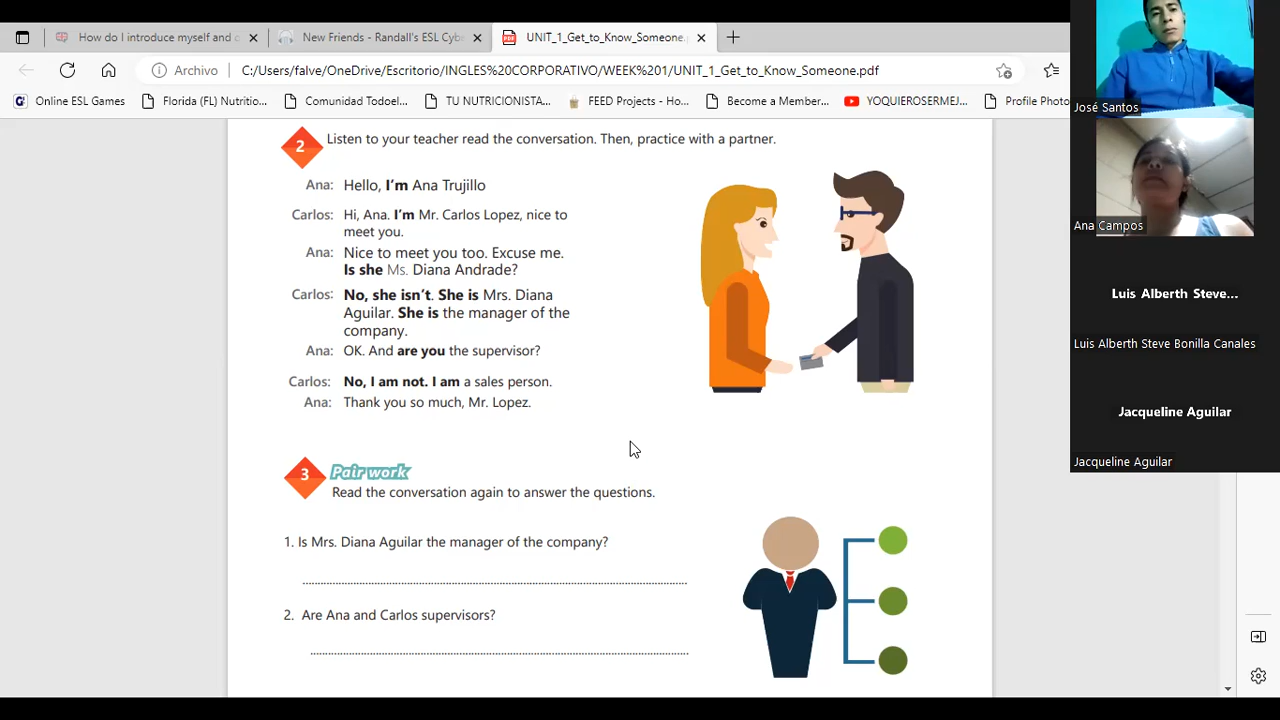 How do I introduce myself and o
New Friends - Randall's ESL Cybe
UNIT_1_Get_to_Know_Someone.p
Archivo
C:/Users/falve/OneDrive/Escritorio/INGLES%20CORPORATIVO/WEEK%201/UNIT_1_Get_to_Know_Someone.pdf
Online ESL Games
Florida (FL) Nutritio...
Comunidad Todoel...
TU NUTRICIONISTA...
FEED Projects - Ho...
Become a Member...
YOQUIEROSERMEJ...
Profile Photo
2
Listen to your teacher read the conversation. Then, practice with a partner.
Ana: Hello, I'm Ana Trujillo
Carlos: Hi, Ana. I'm Mr. Carlos Lopez, nice to
meet you.
Ana: Nice to meet you too. Excuse me.
Is she Ms. Diana Andrade?
Carlos: No, she isn't. She is Mrs. Diana
Aguilar. She is the manager of the
company.
Ana: OK. And are you the supervisor?
Carlos: No, I am not. I am a sales person.
Ana: Thank you so much, Mr. Lopez.
3
Pair work
Read the conversation again to answer the questions.
1. Is Mrs. Diana Aguilar the manager of the company?
2. Are Ana and Carlos supervisors?
José Santos
Ana Campos
Luis Alberth Steve...
Luis Alberth Steve Bonilla Canales
Jacqueline Aguilar
Jacqueline Aguilar